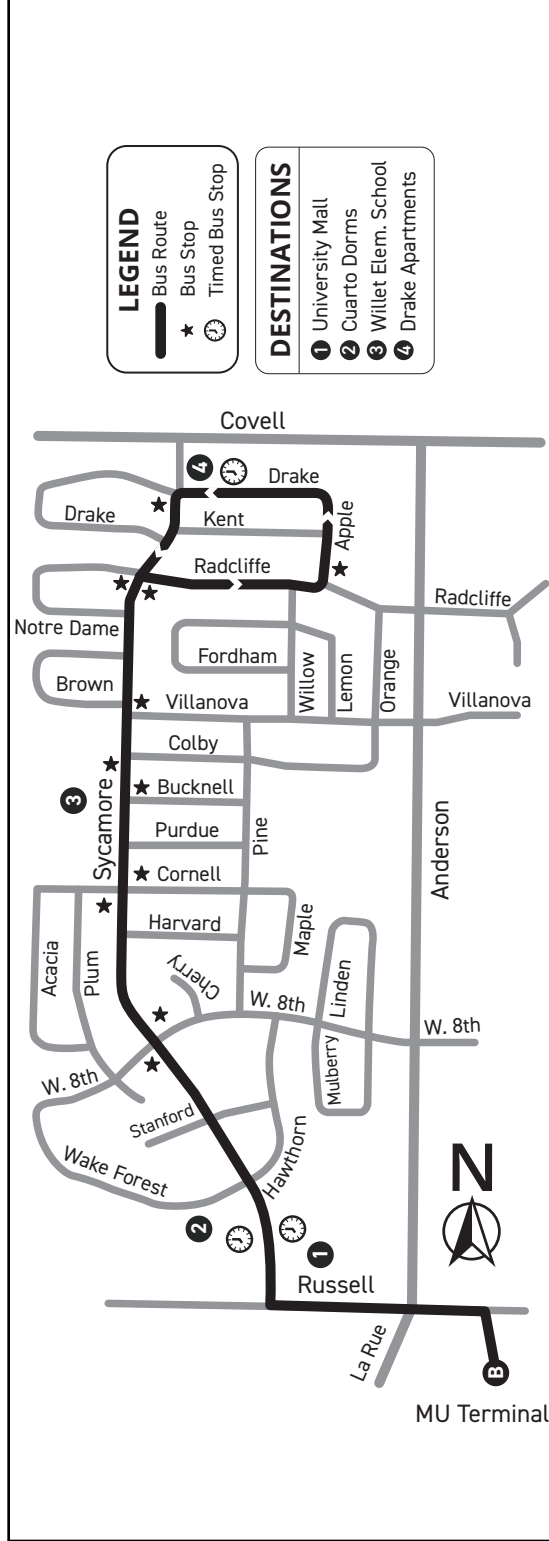 LEGEND
Bus Route
Bus Stop
Timed Bus Stop
DESTINATIONS
1 University Mall
2 Cuarto Dorms
3 Willet Elem. School
4 Drake Apartments
Covell
4
Drake
Drake
Kent
Apple
Radcliffe
Radcliffe
Notre Dame
Brown
Fordham
Willow
Lemon
Orange
Villanova
Villanova
Colby
3
Sycamore
Bucknell
Purdue
Pine
Cornell
Anderson
Harvard
Maple
Acacia
Plum
Cherry
W. 8th
W. 8th
Mulberry
Linden
Stanford
Wake Forest
Hawthorn
2
1
N
Russell
La Rue
B
MU Terminal